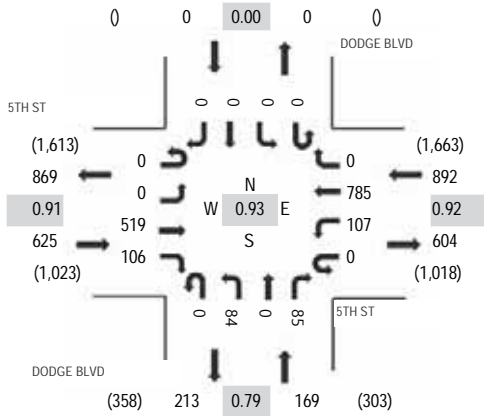 () 0 0.00 0 ()
DODGE BLVD
0 0 0 0
5TH ST
(1,613) 0 0 (1,663)
869 0 N 785 892
0.91 W 0.93 E 0.92
519 107
625 S 604
106 0
(1,023) (1,018)
0 84 0 85
5TH ST
DODGE BLVD
(358) 213 0.79 169 (303)